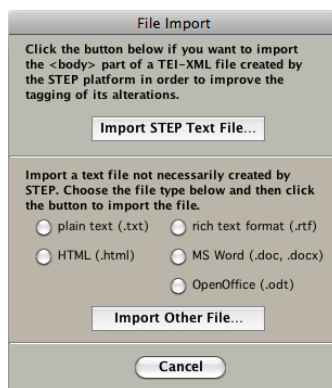 File Import
Click the button below if you want to import
the <body> part of a TEI-XML file created by
the STEP platform in order to improve the
tagging of its alterations.
Import STEP Text File...
Import a text file not necessarily created by
STEP. Choose the file type below and then click
the button to import the file.
plain text (.txt) rich text format (.rtf)
HTML (.html) MS Word (.doc, .docx)
OpenOffice (.odt)
Import Other File...
Cancel